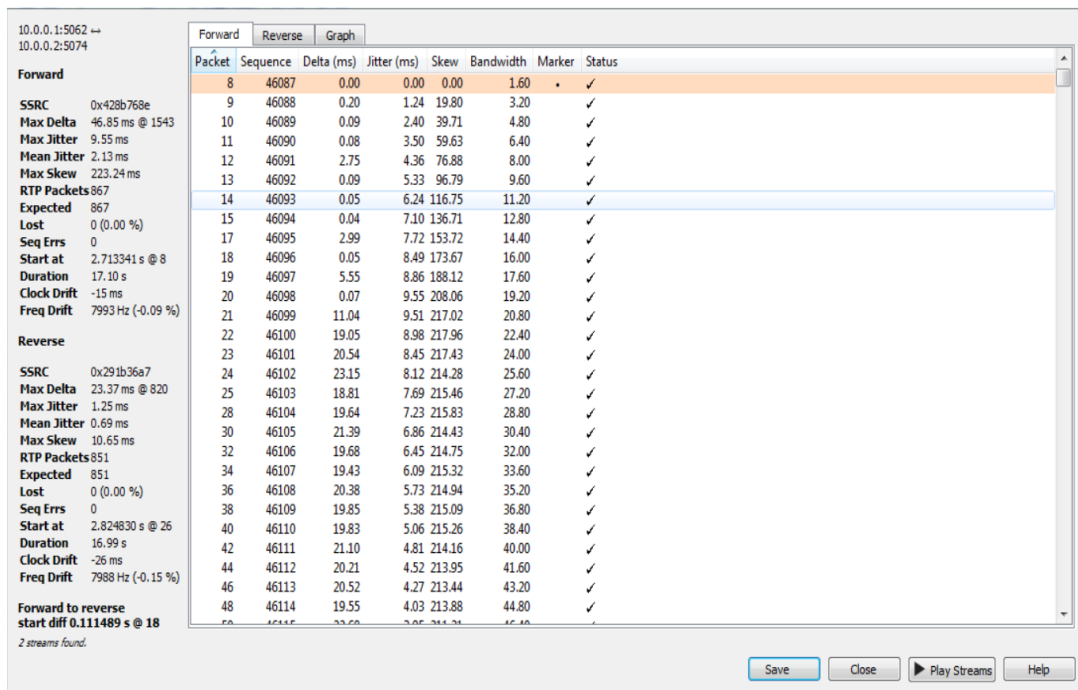 10.0.0.1:5062 ↔
10.0.0.2:5074
Forward
SSRC 0x428b768e
Max Delta 46.85 ms @ 1543
Max Jitter 9.55 ms
Mean Jitter 2.13 ms
Max Skew 223.24 ms
RTP Packets 867
Expected 867
Lost 0 (0.00 %)
Seq Errs 0
Start at 2.713341 s @ 8
Duration 17.10 s
Clock Drift -15 ms
Freq Drift 7993 Hz (-0.09 %)
Reverse
SSRC 0x291b36a7
Max Delta 23.37 ms @ 820
Max Jitter 1.25 ms
Mean Jitter 0.69 ms
Max Skew 10.65 ms
RTP Packets 851
Expected 851
Lost 0 (0.00 %)
Seq Errs 0
Start at 2.824830 s @ 26
Duration 16.99 s
Clock Drift -26 ms
Freq Drift 7988 Hz (-0.15 %)
Forward to reverse
start diff 0.111489 s @ 18
2 streams found.
Forward Reverse Graph
Packet Sequence Delta (ms) Jitter (ms) Skew Bandwidth Marker Status
8 46087 0.00 0.00 0.00 1.60 • ✓
9 46088 0.20 1.24 19.80 3.20 ✓
10 46089 0.09 2.40 39.71 4.80 ✓
11 46090 0.08 3.50 59.63 6.40 ✓
12 46091 2.75 4.36 76.88 8.00 ✓
13 46092 0.09 5.33 96.79 9.60 ✓
14 46093 0.05 6.24 116.75 11.20 ✓
15 46094 0.04 7.10 136.71 12.80 ✓
17 46095 2.99 7.72 153.72 14.40 ✓
18 46096 0.05 8.49 173.67 16.00 ✓
19 46097 5.55 8.86 188.12 17.60 ✓
20 46098 0.07 9.55 208.06 19.20 ✓
21 46099 11.04 9.51 217.02 20.80 ✓
22 46100 19.05 8.98 217.96 22.40 ✓
23 46101 20.54 8.45 217.43 24.00 ✓
24 46102 23.15 8.12 214.28 25.60 ✓
25 46103 18.81 7.69 215.46 27.20 ✓
28 46104 19.64 7.23 215.83 28.80 ✓
30 46105 21.39 6.86 214.43 30.40 ✓
32 46106 19.68 6.45 214.75 32.00 ✓
34 46107 19.43 6.09 215.32 33.60 ✓
36 46108 20.38 5.73 214.94 35.20 ✓
38 46109 19.85 5.38 215.09 36.80 ✓
40 46110 19.83 5.06 215.26 38.40 ✓
42 46111 21.10 4.81 214.16 40.00 ✓
44 46112 20.21 4.52 213.95 41.60 ✓
46 46113 20.52 4.27 213.44 43.20 ✓
48 46114 19.55 4.03 213.88 44.80 ✓
Save Close Play Streams Help